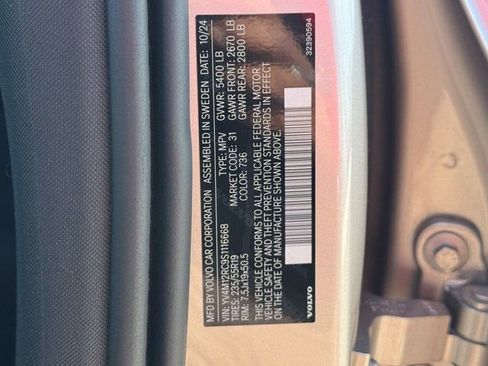 MFD BY VOLVO CAR CORPORATION ASSEMBLED IN SWEDEN DATE: 10/24
VIN: YV4M12RC9S1116668 TYPE: MPV GVWR: 5400 LB
TIRES: 235/55R19 MARKET CODE: 31 GAWR FRONT: 2670 LB
RIM: 7.5Jx19x50.5 COLOR: 736 GAWR REAR: 2800 LB
THIS VEHICLE CONFORMS TO ALL APPLICABLE FEDERAL MOTOR
VEHICLE SAFETY AND THEFT PREVENTION STANDARDS IN EFFECT
ON THE DATE OF MANUFACTURE SHOWN ABOVE.
VOLVO
32390594